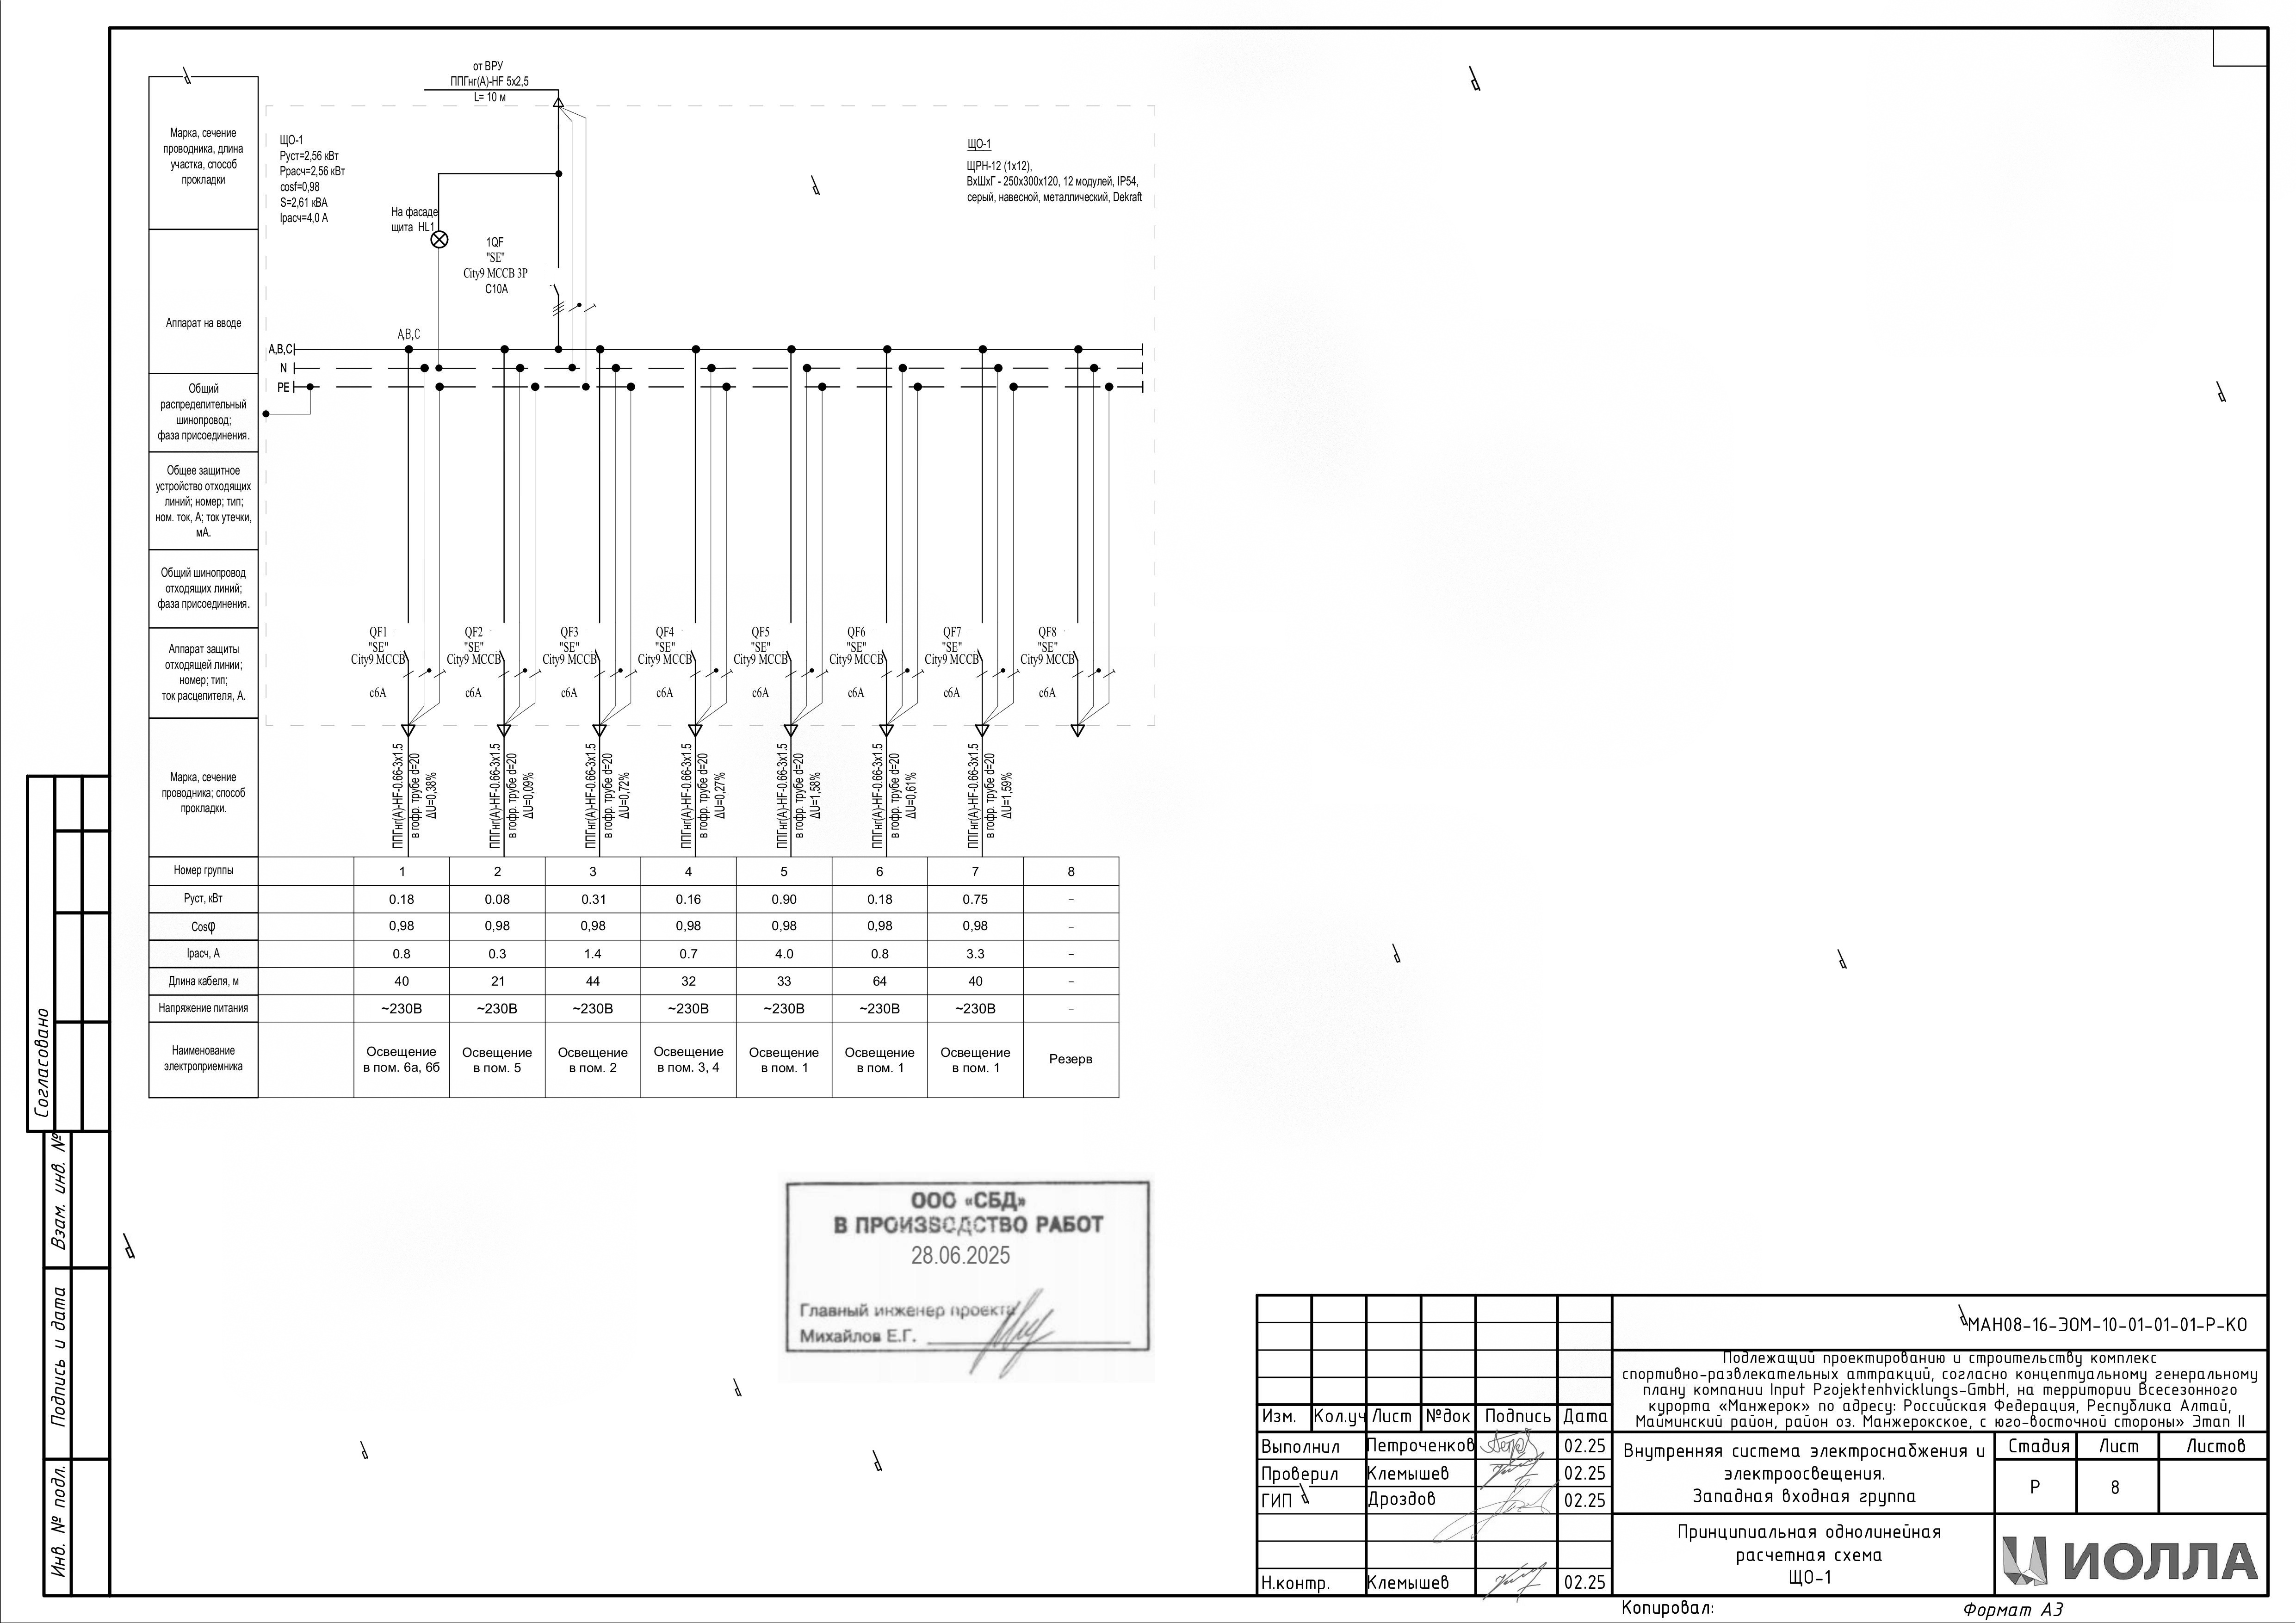 от ВРУ
ППГнг(А)-HF 5x2,5
L= 10 м
Марка, сечение
проводника, длина
участка, способ
прокладки
ЩО-1
Руст=2,56 кВт
Ррасч=2,56 кВт
cosf=0,98
S=2,61 кВА
Iрасч=4,0 А
ЩО-1
ЩРН-12 (1x12),
ВхШхГ - 250x300x120, 12 модулей, IP54,
серый, навесной, металлический, Dekraft
На фасаде
щита HL1
1QF
"SE"
City9 MCCB 3P
C10A
Аппарат на вводе
A,B,C
A,B,C
N
PE
Общий
распределительный
шинопровод;
фаза присоединения.
Общее защитное
устройство отходящих
линий; номер; тип;
ном. ток, А; ток утечки,
мА.
Общий шинопровод
отходящих линий;
фаза присоединения.
Аппарат защиты
отходящей линии;
номер; тип;
ток расцепителя, А.
QF1 QF2 QF3 QF4 QF5 QF6 QF7 QF8
"SE" "SE" "SE" "SE" "SE" "SE" "SE" "SE"
City9 MCCB City9 MCCB City9 MCCB City9 MCCB City9 MCCB City9 MCCB City9 MCCB City9 MCCB
c6A c6A c6A c6A c6A c6A c6A c6A
Марка, сечение
проводника; способ
прокладки.
ППГнг(А)-HF-0.66-3x1.5
в гофр. трубе d=20
ΔU=0,38%
ППГнг(А)-HF-0.66-3x1.5
в гофр. трубе d=20
ΔU=0,09%
ППГнг(А)-HF-0.66-3x1.5
в гофр. трубе d=20
ΔU=0,72%
ППГнг(А)-HF-0.66-3x1.5
в гофр. трубе d=20
ΔU=0,27%
ППГнг(А)-HF-0.66-3x1.5
в гофр. трубе d=20
ΔU=1,58%
ППГнг(А)-HF-0.66-3x1.5
в гофр. трубе d=20
ΔU=0,61%
ППГнг(А)-HF-0.66-3x1.5
в гофр. трубе d=20
ΔU=1,59%
Номер группы 1 2 3 4 5 6 7 8
Руст, кВт 0.18 0.08 0.31 0.16 0.90 0.18 0.75 –
Cosφ 0,98 0,98 0,98 0,98 0,98 0,98 0,98 –
Iрасч, А 0.8 0.3 1.4 0.7 4.0 0.8 3.3 –
Длина кабеля, м 40 21 44 32 33 64 40 –
Напряжение питания ~230В ~230В ~230В ~230В ~230В ~230В ~230В –
Наименование
электроприемника
Освещение
в пом. 6а, 6б
Освещение
в пом. 5
Освещение
в пом. 2
Освещение
в пом. 3, 4
Освещение
в пом. 1
Освещение
в пом. 1
Освещение
в пом. 1
Резерв
Согласовано
Взам. инв. №
Подпись и дата
Инв. № подл.
ООО «СБД»
В ПРОИЗВОДСТВО РАБОТ
28.06.2025
Главный инженер проекта
Михайлов Е.Г.
МАН08-16-ЭОМ-10-01-01-01-Р-КО
Подлежащий проектированию и строительству комплекс
спортивно-развлекательных аттракций, согласно концептуальному генеральному
плану компании Input Projektenhvicklungs-GmbH, на территории Всесезонного
курорта «Манжерок» по адресу: Российская Федерация, Республика Алтай,
Майминский район, район оз. Манжерокское, с юго-восточной стороны» Этап II
Изм. Кол.уч Лист №док Подпись Дата
Выполнил Петроченков 02.25
Проверил Клемышев 02.25
ГИП Дроздов 02.25
Н.контр. Клемышев 02.25
Внутренняя система электроснабжения и
электроосвещения.
Западная входная группа
Стадия Лист Листов
Р 8
Принципиальная однолинейная
расчетная схема
ЩО-1
ИОЛЛА
Копировал:
Формат А3